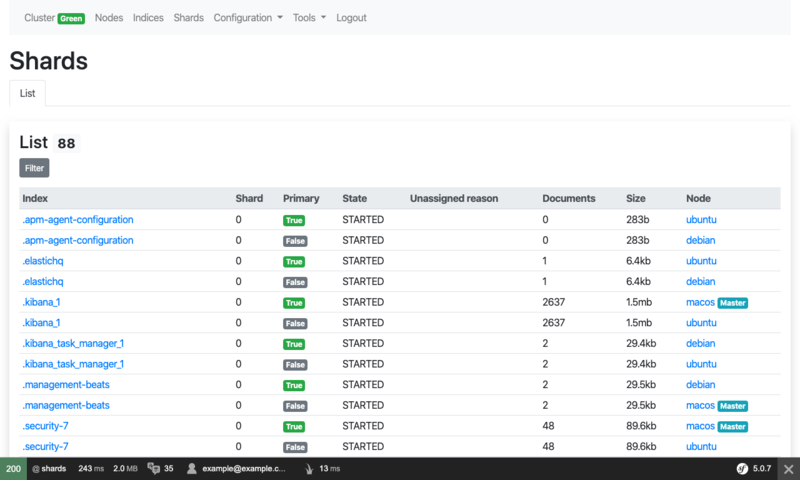 Cluster Green Nodes Indices Shards Configuration Tools Logout
Shards
List
List 88
Filter
Index Shard Primary State Unassigned reason Documents Size Node
.apm-agent-configuration 0 True STARTED 0 283b ubuntu
.apm-agent-configuration 0 False STARTED 0 283b debian
.elastichq 0 True STARTED 1 6.4kb ubuntu
.elastichq 0 False STARTED 1 6.4kb debian
.kibana_1 0 True STARTED 2637 1.5mb macos Master
.kibana_1 0 False STARTED 2637 1.5mb ubuntu
.kibana_task_manager_1 0 True STARTED 2 29.4kb debian
.kibana_task_manager_1 0 False STARTED 2 29.4kb ubuntu
.management-beats 0 True STARTED 2 29.5kb debian
.management-beats 0 False STARTED 2 29.5kb macos Master
.security-7 0 True STARTED 48 89.6kb macos Master
.security-7 0 False STARTED 48 89.6kb ubuntu
200 @ shards 243 ms 2.0 MB 35 example@example.c... 13 ms sf 5.0.7